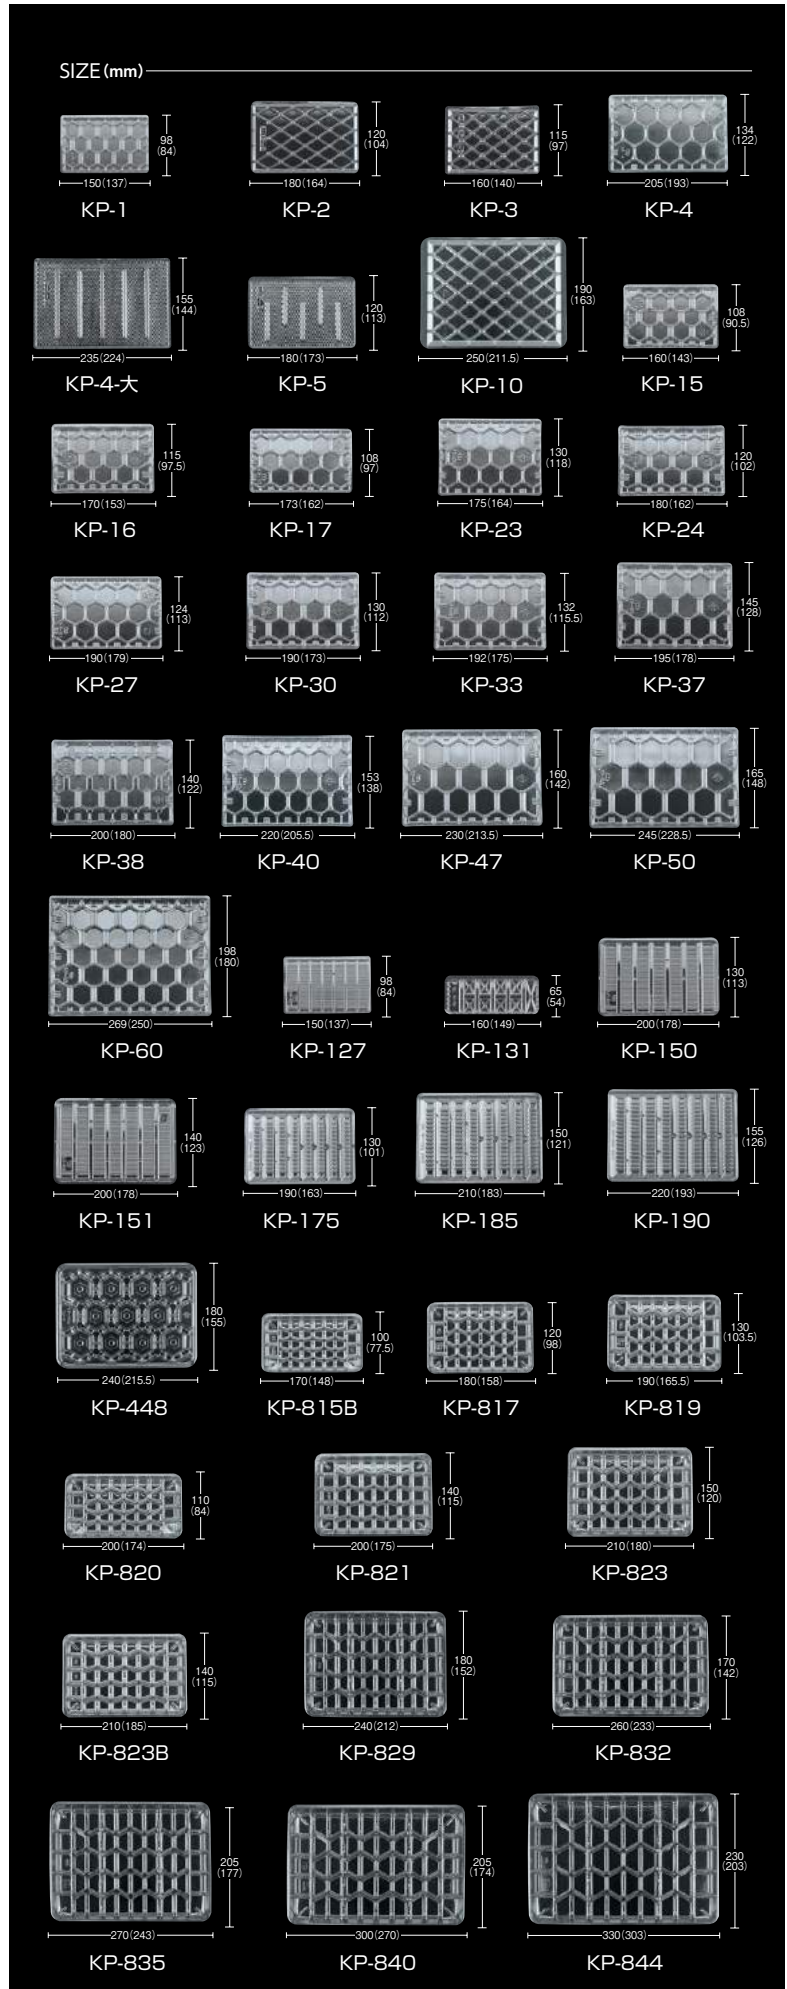 SIZE(mm)
98
(84)
150(137)
KP-1
120
(104)
180(164)
KP-2
115
(97)
160(140)
KP-3
134
(122)
205(193)
KP-4
155
(144)
235(224)
KP-4-大
120
(113)
180(173)
KP-5
190
(163)
250(211.5)
KP-10
108
(90.5)
160(143)
KP-15
115
(97.5)
170(153)
KP-16
108
(97)
173(162)
KP-17
130
(118)
175(164)
KP-23
120
(102)
180(162)
KP-24
124
(113)
190(179)
KP-27
130
(112)
190(173)
KP-30
132
(115.5)
192(175)
KP-33
145
(128)
195(178)
KP-37
140
(122)
200(180)
KP-38
153
(138)
220(205.5)
KP-40
160
(142)
230(213.5)
KP-47
165
(148)
245(228.5)
KP-50
198
(180)
269(250)
KP-60
98
(84)
150(137)
KP-127
65
(54)
160(149)
KP-131
130
(113)
200(178)
KP-150
140
(123)
200(178)
KP-151
130
(101)
190(163)
KP-175
150
(121)
210(183)
KP-185
155
(126)
220(193)
KP-190
180
(155)
240(215.5)
KP-448
100
(77.5)
170(148)
KP-815B
120
(98)
180(158)
KP-817
130
(103.5)
190(165.5)
KP-819
110
(84)
200(174)
KP-820
140
(115)
200(175)
KP-821
150
(120)
210(180)
KP-823
140
(115)
210(185)
KP-823B
180
(152)
240(212)
KP-829
170
(142)
260(233)
KP-832
205
(177)
270(243)
KP-835
205
(174)
300(270)
KP-840
230
(203)
330(303)
KP-844